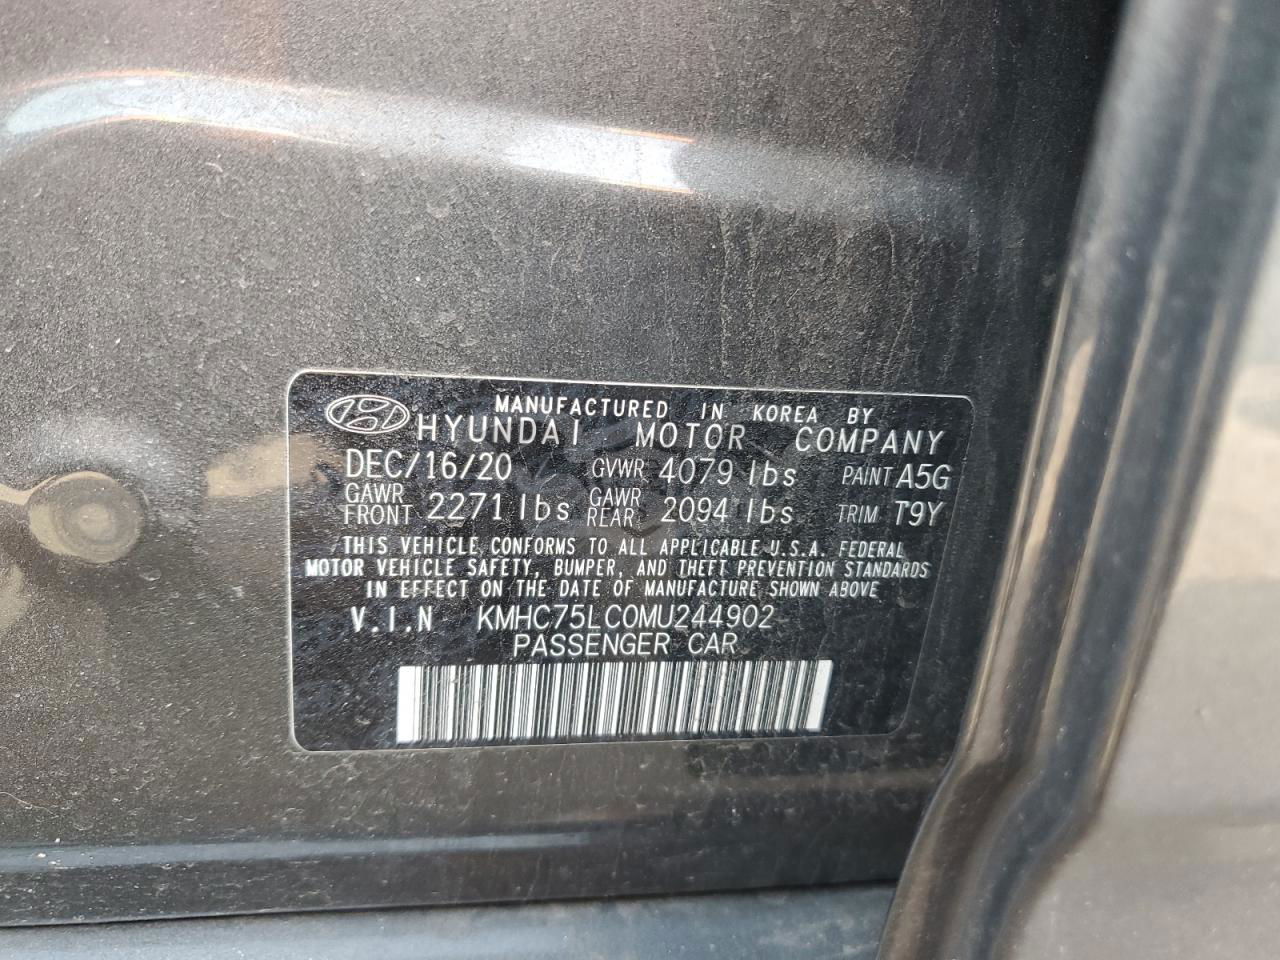 MANUFACTURED IN KOREA BY
HYUNDAI MOTOR COMPANY
DEC/16/20 GVWR 4079 lbs PAINT A5G
GAWR FRONT 2271 lbs GAWR REAR 2094 lbs TRIM T9Y
THIS VEHICLE CONFORMS TO ALL APPLICABLE U.S.A. FEDERAL
MOTOR VEHICLE SAFETY, BUMPER, AND THEFT PREVENTION STANDARDS
IN EFFECT ON THE DATE OF MANUFACTURE SHOWN ABOVE
V.I.N KMHC75LC0MU244902
PASSENGER CAR